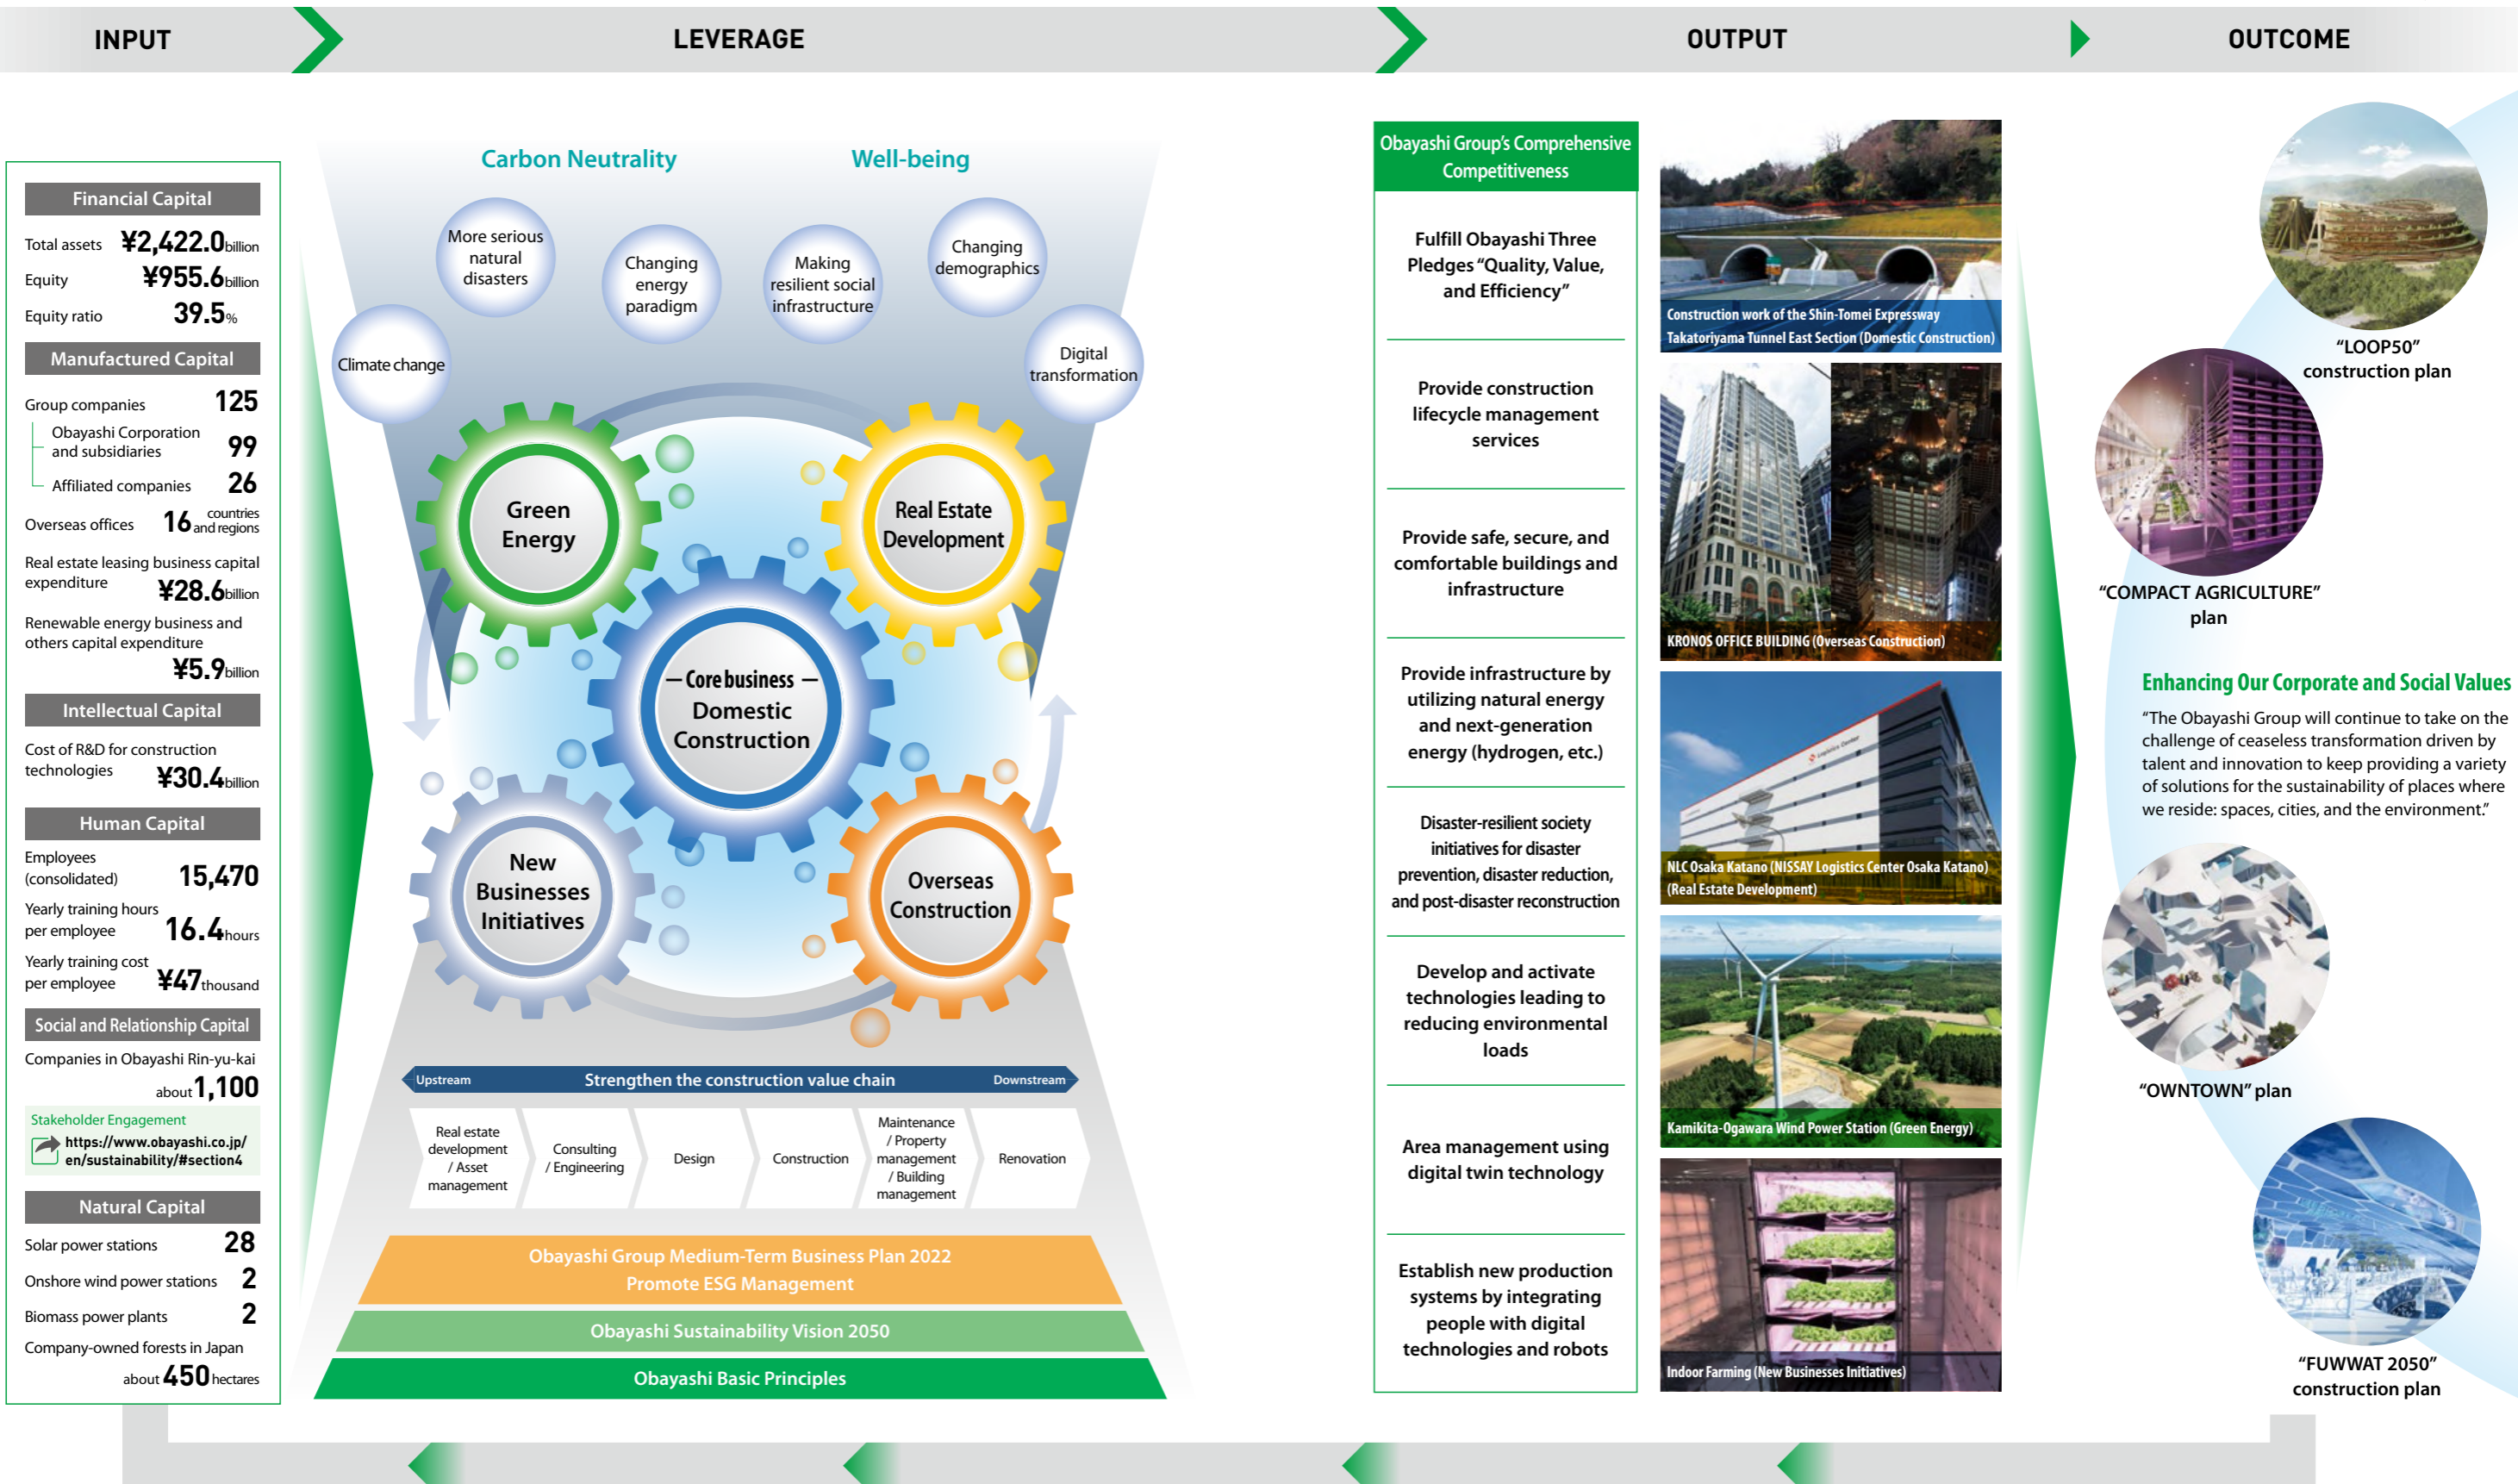 INPUT
LEVERAGE
OUTPUT
OUTCOME
Financial Capital
Total assets ¥2,422.0 billion
Equity ¥955.6 billion
Equity ratio 39.5 %
Manufactured Capital
Group companies 125
Obayashi Corporation
and subsidiaries 99
Affiliated companies 26
Overseas offices 16 countries
and regions
Real estate leasing business capital
expenditure ¥28.6 billion
Renewable energy business and
others capital expenditure
¥5.9 billion
Intellectual Capital
Cost of R&D for construction
technologies ¥30.4 billion
Human Capital
Employees
(consolidated) 15,470
Yearly training hours
per employee 16.4 hours
Yearly training cost
per employee ¥47 thousand
Social and Relationship Capital
Companies in Obayashi Rin-yu-kai
about 1,100
Stakeholder Engagement
https://www.obayashi.co.jp/
en/sustainability/#section4
Natural Capital
Solar power stations 28
Onshore wind power stations 2
Biomass power plants 2
Company-owned forests in Japan
about 450 hectares
Carbon Neutrality
Well-being
Climate change
More serious
natural
disasters
Changing
energy
paradigm
Making
resilient social
infrastructure
Changing
demographics
Digital
transformation
Green
Energy
Real Estate
Development
— Core business —
Domestic
Construction
New
Businesses
Initiatives
Overseas
Construction
Upstream
Strengthen the construction value chain
Downstream
Real estate
development
/ Asset
management
Consulting
/ Engineering
Design
Construction
Maintenance
/ Property
management
/ Building
management
Renovation
Obayashi Group Medium-Term Business Plan 2022
Promote ESG Management
Obayashi Sustainability Vision 2050
Obayashi Basic Principles
Obayashi Group's Comprehensive
Competitiveness
Fulfill Obayashi Three
Pledges “Quality, Value,
and Efficiency”
Provide construction
lifecycle management
services
Provide safe, secure, and
comfortable buildings and
infrastructure
Provide infrastructure by
utilizing natural energy
and next-generation
energy (hydrogen, etc.)
Disaster-resilient society
initiatives for disaster
prevention, disaster reduction,
and post-disaster reconstruction
Develop and activate
technologies leading to
reducing environmental
loads
Area management using
digital twin technology
Establish new production
systems by integrating
people with digital
technologies and robots
Construction work of the Shin-Tomei Expressway
Takatoriyama Tunnel East Section (Domestic Construction)
KRONOS OFFICE BUILDING (Overseas Construction)
Logistics Center
NLC Osaka Katano (NISSAY Logistics Center Osaka Katano)
(Real Estate Development)
Kamikita-Ogawara Wind Power Station (Green Energy)
Indoor Farming (New Businesses Initiatives)
“LOOP50”
construction plan
“COMPACT AGRICULTURE”
plan
Enhancing Our Corporate and Social Values
“The Obayashi Group will continue to take on the
challenge of ceaseless transformation driven by
talent and innovation to keep providing a variety
of solutions for the sustainability of places where
we reside: spaces, cities, and the environment.”
“OWNTOWN” plan
“FUWWAT 2050”
construction plan